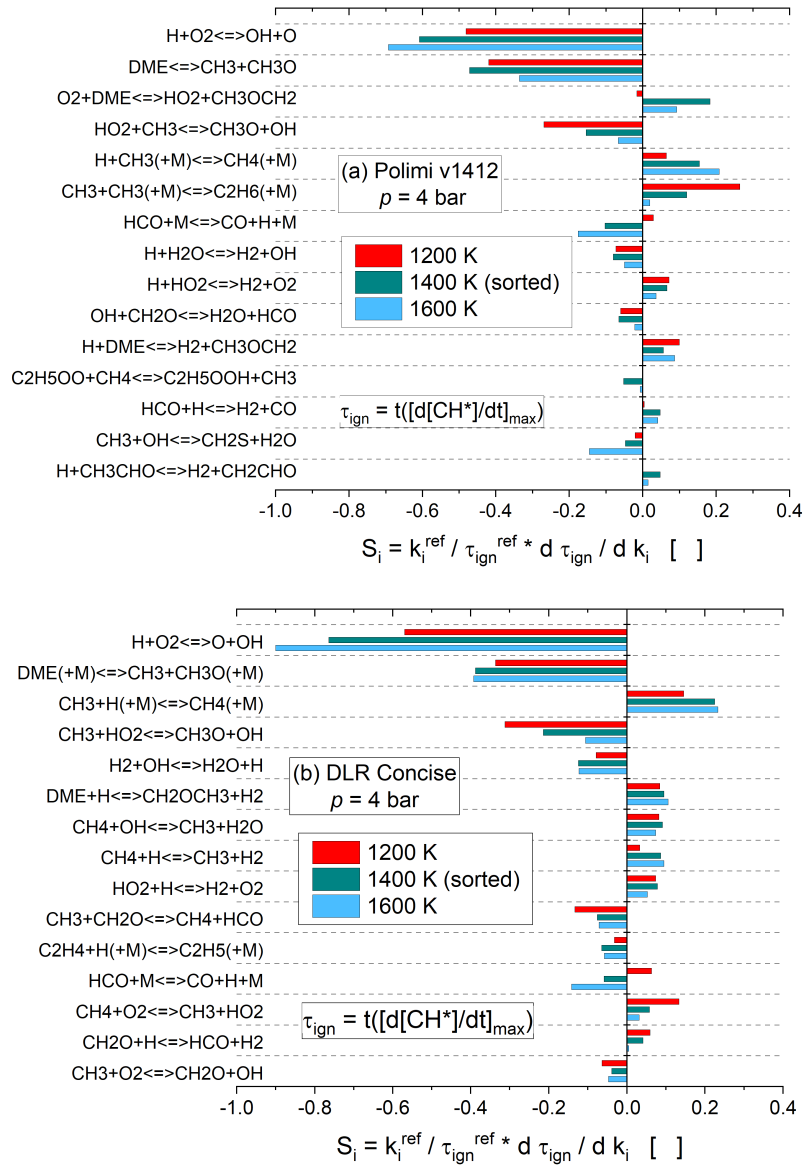 H+O2<=>OH+O
DME<=>CH3+CH3O
O2+DME<=>HO2+CH3OCH2
HO2+CH3<=>CH3O+OH
H+CH3(+M)<=>CH4(+M)
CH3+CH3(+M)<=>C2H6(+M)
HCO+M<=>CO+H+M
H+H2O<=>H2+OH
H+HO2<=>H2+O2
OH+CH2O<=>H2O+HCO
H+DME<=>H2+CH3OCH2
C2H5OO+CH4<=>C2H5OOH+CH3
HCO+H<=>H2+CO
CH3+OH<=>CH2S+H2O
H+CH3CHO<=>H2+CH2CHO
(a) Polimi v1412
p = 4 bar
1200 K
1400 K (sorted)
1600 K
τign = t([d[CH*]/dt]max)
-1.0 -0.8 -0.6 -0.4 -0.2 0.0 0.2 0.4
Si = ki^ref / τign^ref * d τign / d ki [ ]
H+O2<=>O+OH
DME(+M)<=>CH3+CH3O(+M)
CH3+H(+M)<=>CH4(+M)
CH3+HO2<=>CH3O+OH
H2+OH<=>H2O+H
DME+H<=>CH2OCH3+H2
CH4+OH<=>CH3+H2O
CH4+H<=>CH3+H2
HO2+H<=>H2+O2
CH3+CH2O<=>CH4+HCO
C2H4+H(+M)<=>C2H5(+M)
HCO+M<=>CO+H+M
CH4+O2<=>CH3+HO2
CH2O+H<=>HCO+H2
CH3+O2<=>CH2O+OH
(b) DLR Concise
p = 4 bar
1200 K
1400 K (sorted)
1600 K
τign = t([d[CH*]/dt]max)
-1.0 -0.8 -0.6 -0.4 -0.2 0.0 0.2 0.4
Si = ki^ref / τign^ref * d τign / d ki [ ]